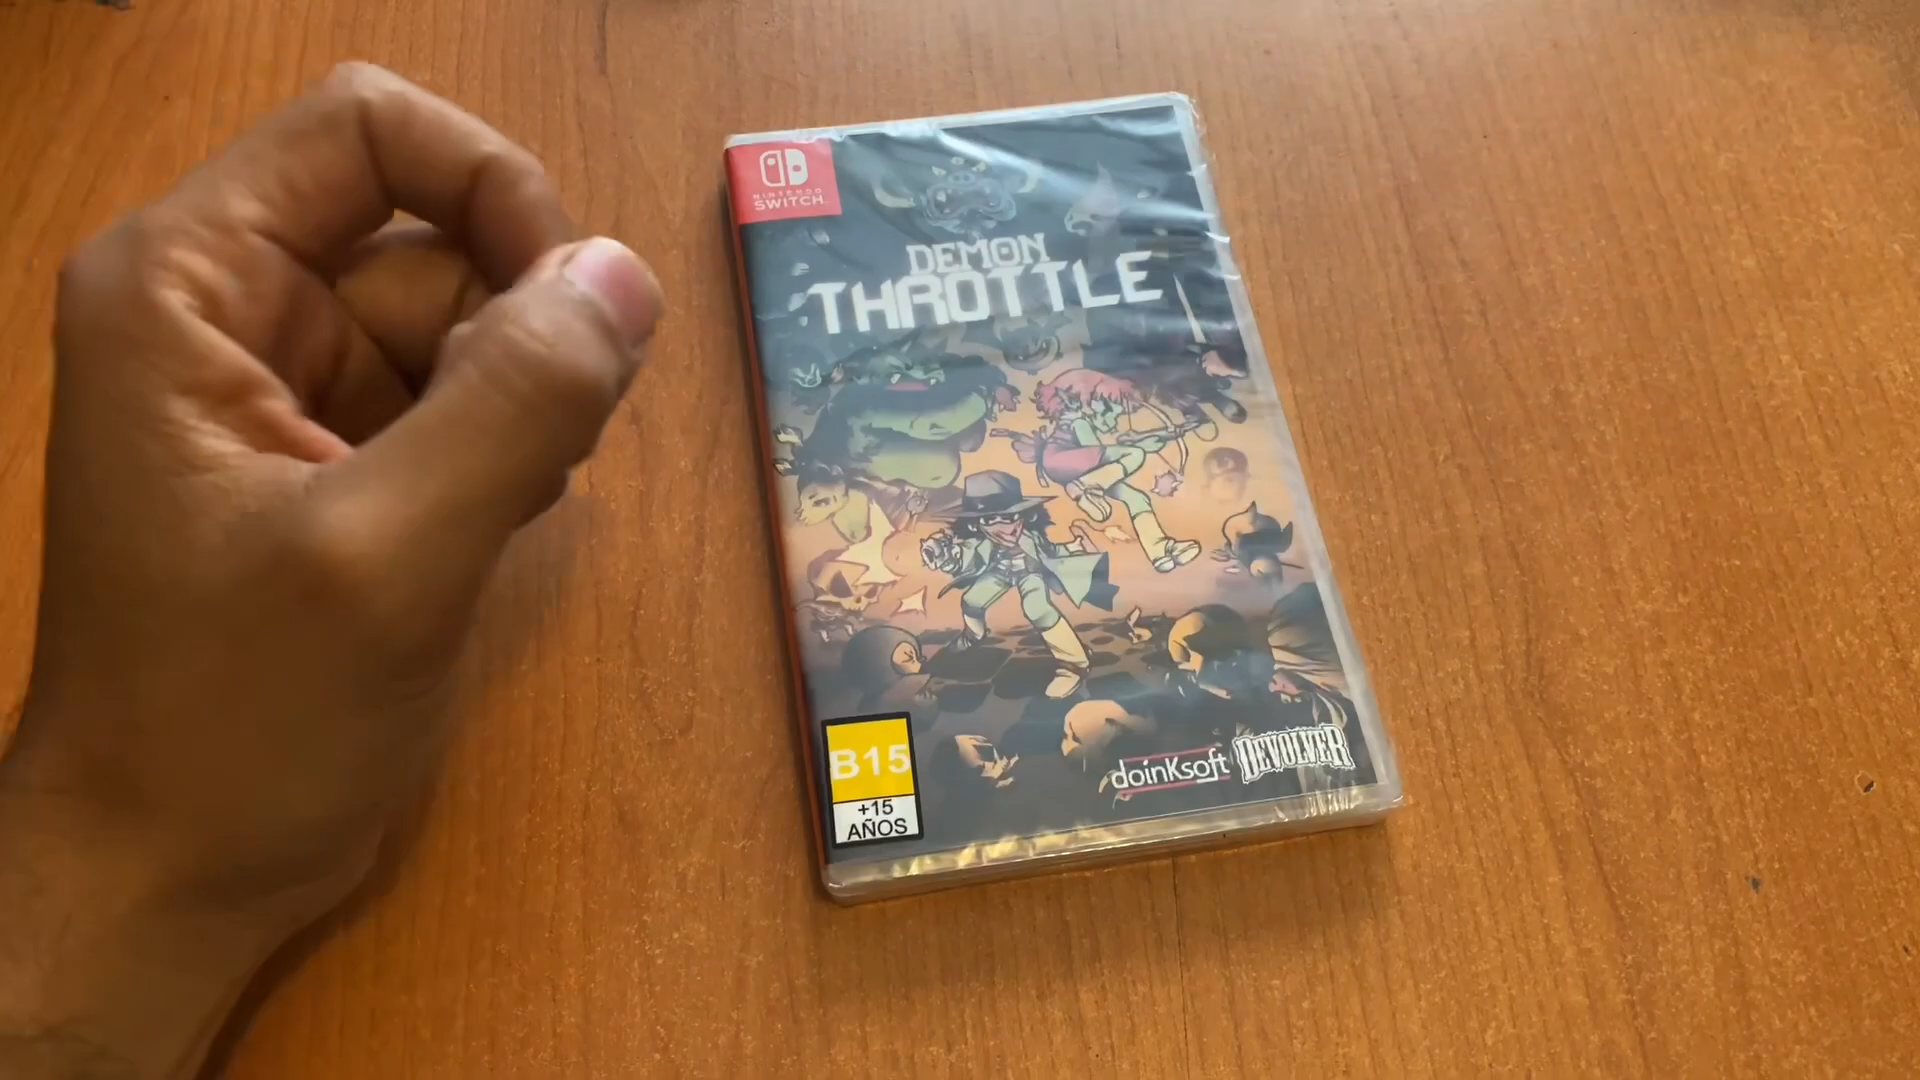 NINTENDO
SWITCH
DEMON
THROTTLE
B15
+15
AÑOS
doinksoft
DEVOLVER